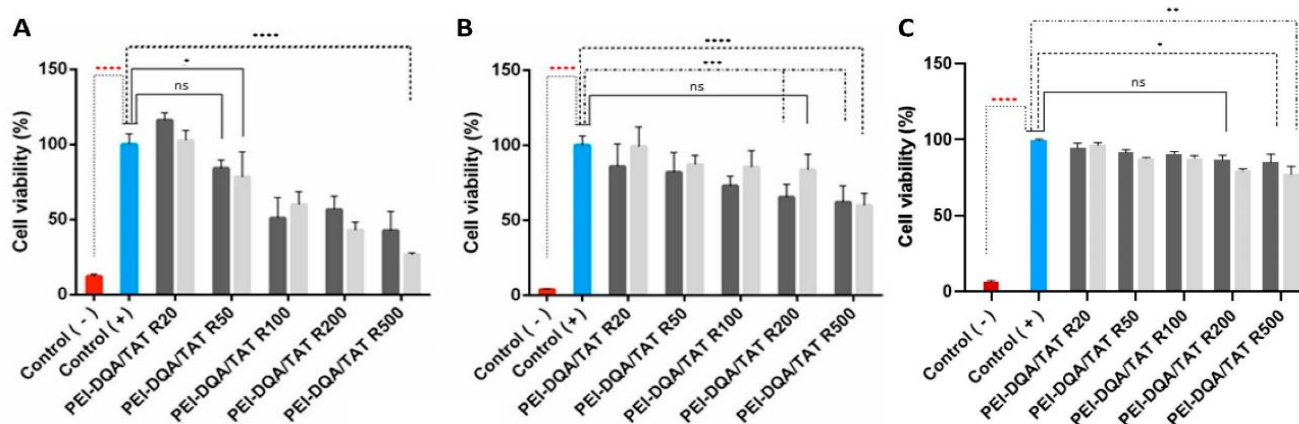 A
****
****
*
ns
Cell viability (%)
150
100
50
0
Control ( - )
Control ( + )
PEI-DQA/TAT R20
PEI-DQA/TAT R50
PEI-DQA/TAT R100
PEI-DQA/TAT R200
PEI-DQA/TAT R500
B
****
****
***
ns
Cell viability (%)
150
100
50
0
Control ( - )
Control ( + )
PEI-DQA/TAT R20
PEI-DQA/TAT R50
PEI-DQA/TAT R100
PEI-DQA/TAT R200
PEI-DQA/TAT R500
C
**
*
****
ns
Cell viability (%)
150
100
50
0
Control ( - )
Control ( + )
PEI-DQA/TAT R20
PEI-DQA/TAT R50
PEI-DQA/TAT R100
PEI-DQA/TAT R200
PEI-DQA/TAT R500